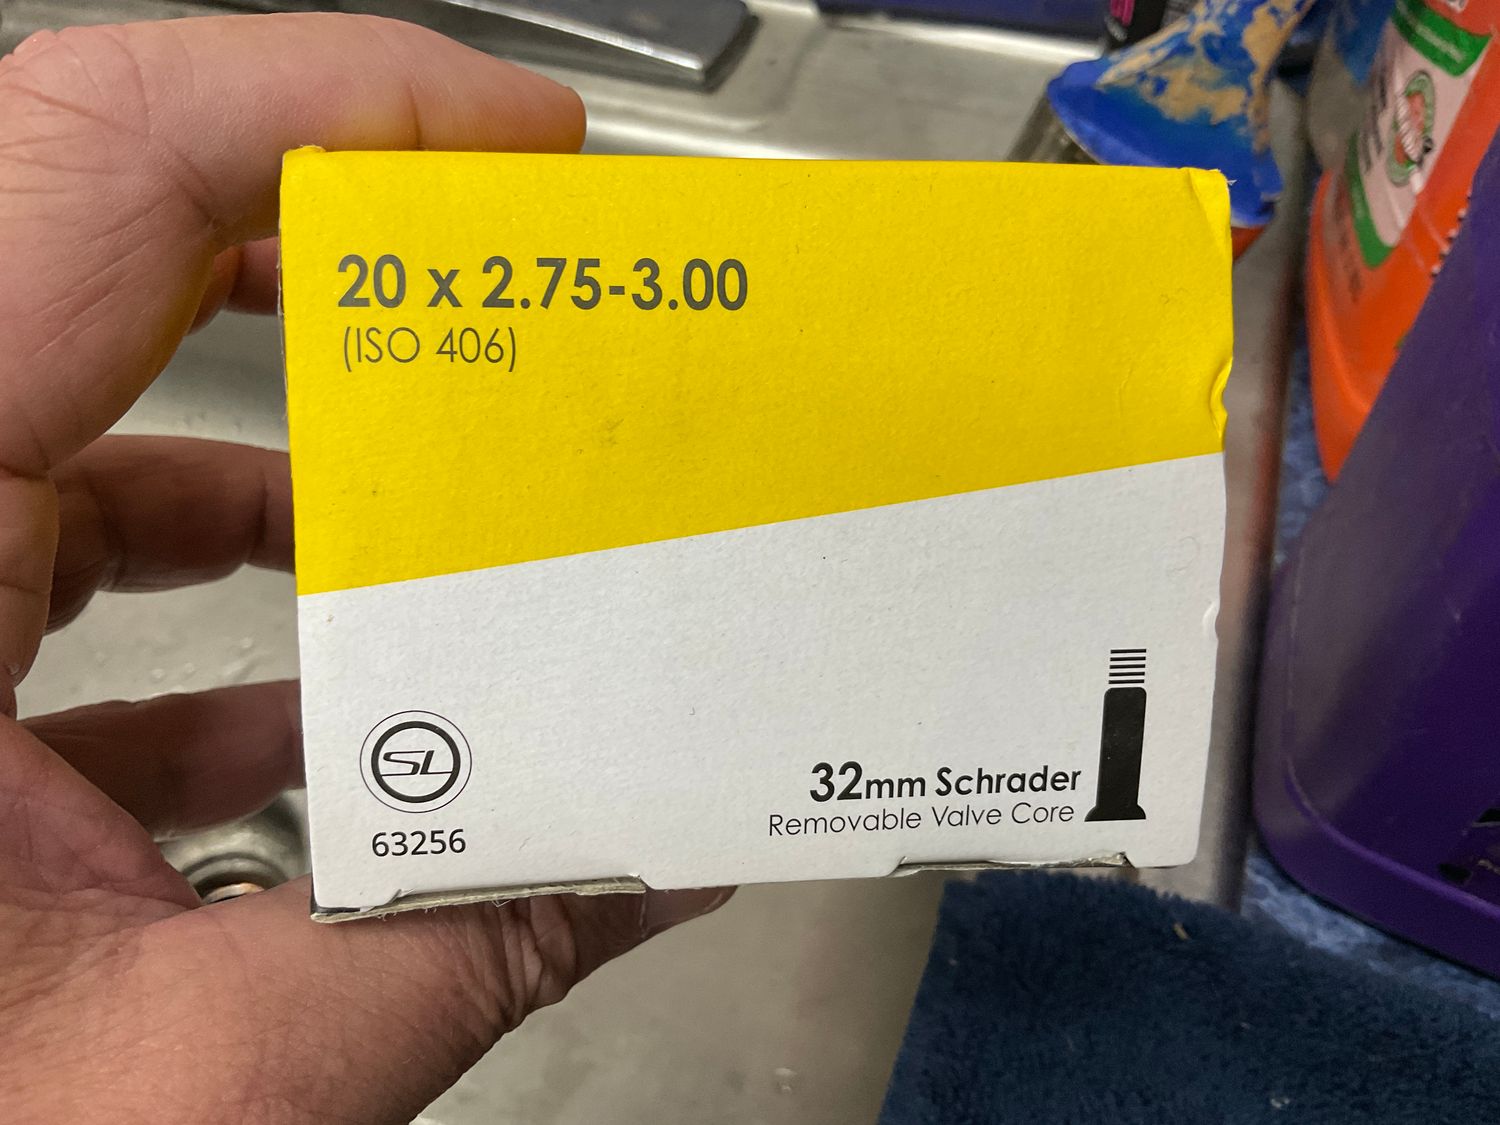 20 x 2.75-3.00
(ISO 406)
SL
63256
32mm Schrader
Removable Valve Core